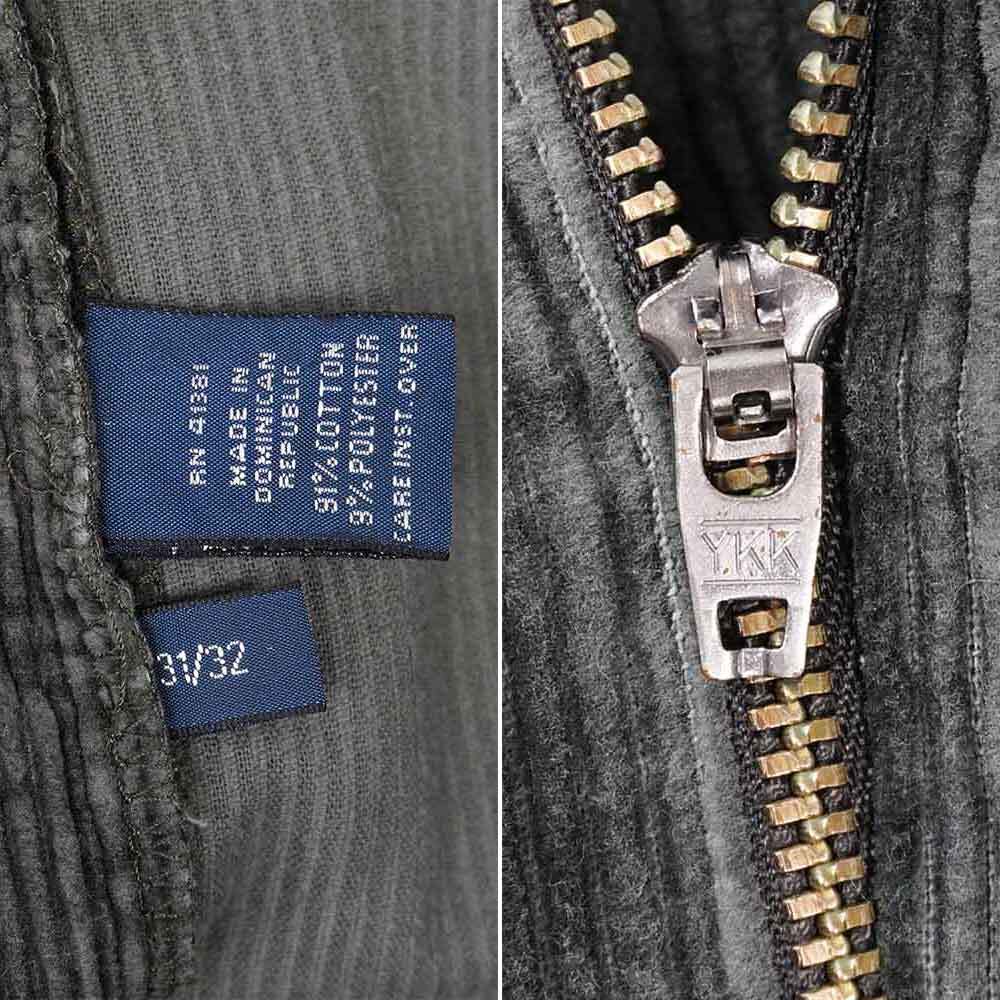 RN 41381
MADE IN
DOMINICAN
REPUBLIC
91% COTTON
9% POLYESTER
CARE INST. OVER
31/32
YKK